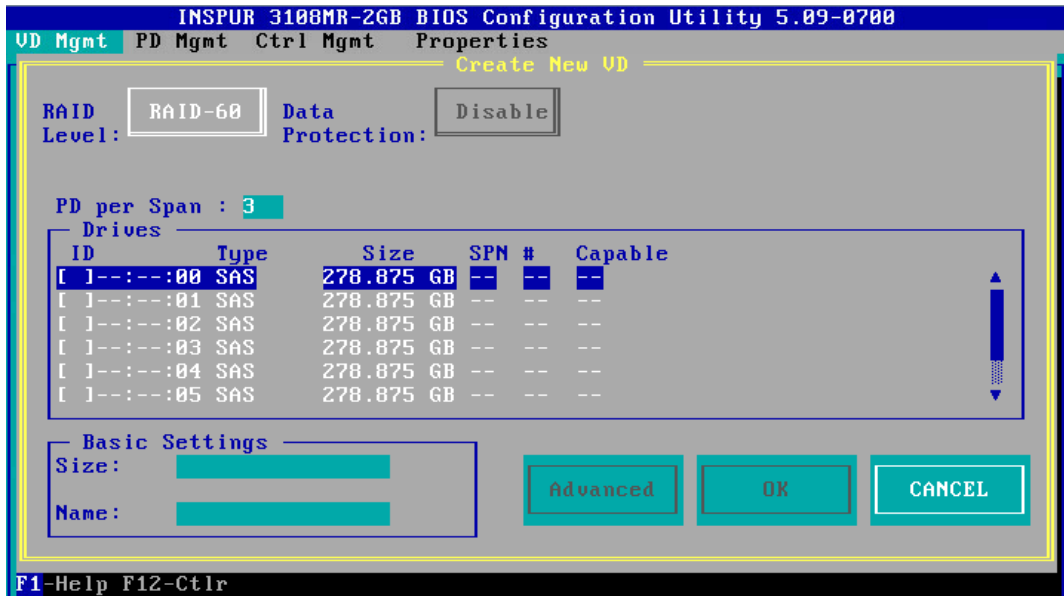 INSPUR 3108MR-2GB BIOS Configuration Utility 5.09-0700
VD Mgmt PD Mgmt Ctrl Mgmt Properties
Create New VD
RAID Level: RAID-60 Data Protection: Disable
PD per Span : 3
Drives
ID Type Size SPN # Capable
[ ]--:--:00 SAS 278.875 GB -- -- --
[ ]--:--:01 SAS 278.875 GB -- -- --
[ ]--:--:02 SAS 278.875 GB -- -- --
[ ]--:--:03 SAS 278.875 GB -- -- --
[ ]--:--:04 SAS 278.875 GB -- -- --
[ ]--:--:05 SAS 278.875 GB -- -- --
Basic Settings
Size:
Name:
Advanced OK CANCEL
F1-Help F12-Ctlr